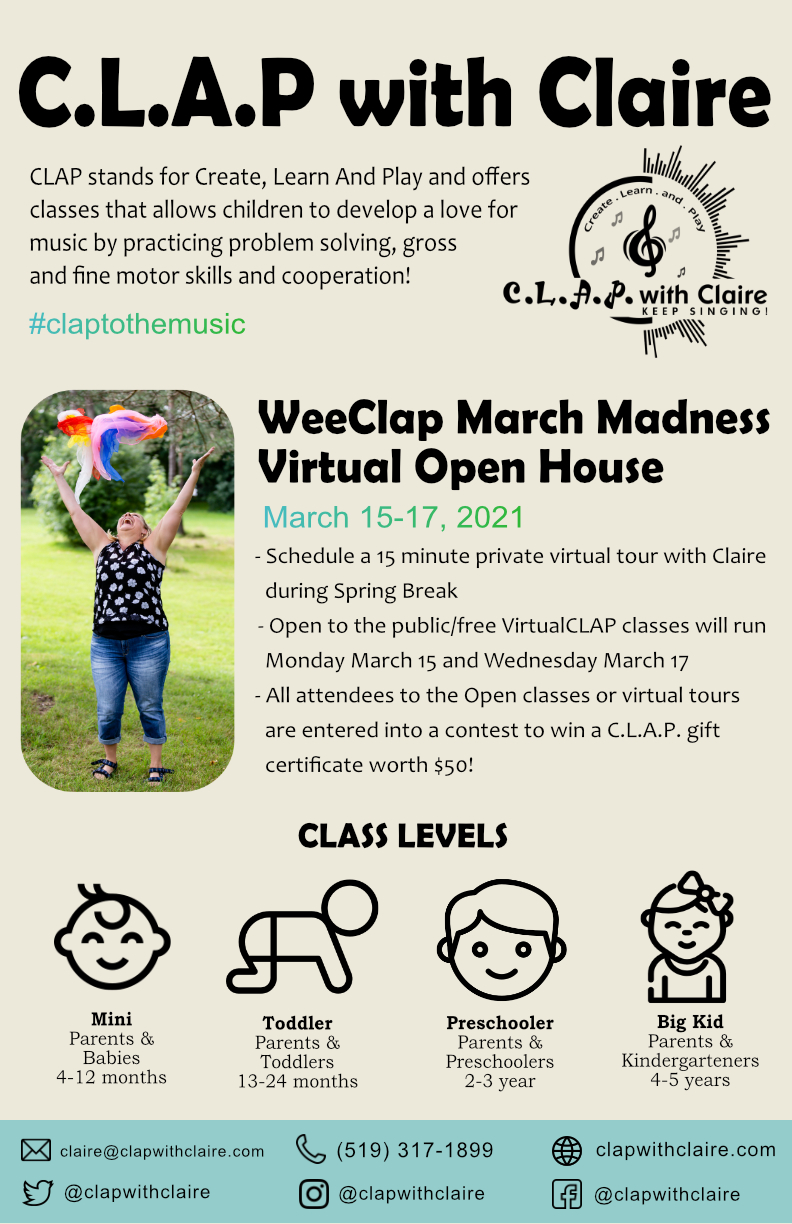 C.L.A.P with Claire
CLAP stands for Create, Learn And Play and offers
classes that allows children to develop a love for
music by practicing problem solving, gross
and fine motor skills and cooperation!
#claptothemusic
Create . Learn . and . Play
C.L.A.P. with Claire
KEEP SINGING!
WeeClap March Madness
Virtual Open House
March 15-17, 2021
- Schedule a 15 minute private virtual tour with Claire
during Spring Break
- Open to the public/free VirtualCLAP classes will run
Monday March 15 and Wednesday March 17
- All attendees to the Open classes or virtual tours
are entered into a contest to win a C.L.A.P. gift
certificate worth $50!
CLASS LEVELS
Mini
Parents &
Babies
4-12 months
Toddler
Parents &
Toddlers
13-24 months
Preschooler
Parents &
Preschoolers
2-3 year
Big Kid
Parents &
Kindergarteners
4-5 years
claire@clapwithclaire.com
(519) 317-1899
clapwithclaire.com
@clapwithclaire
@clapwithclaire
@clapwithclaire